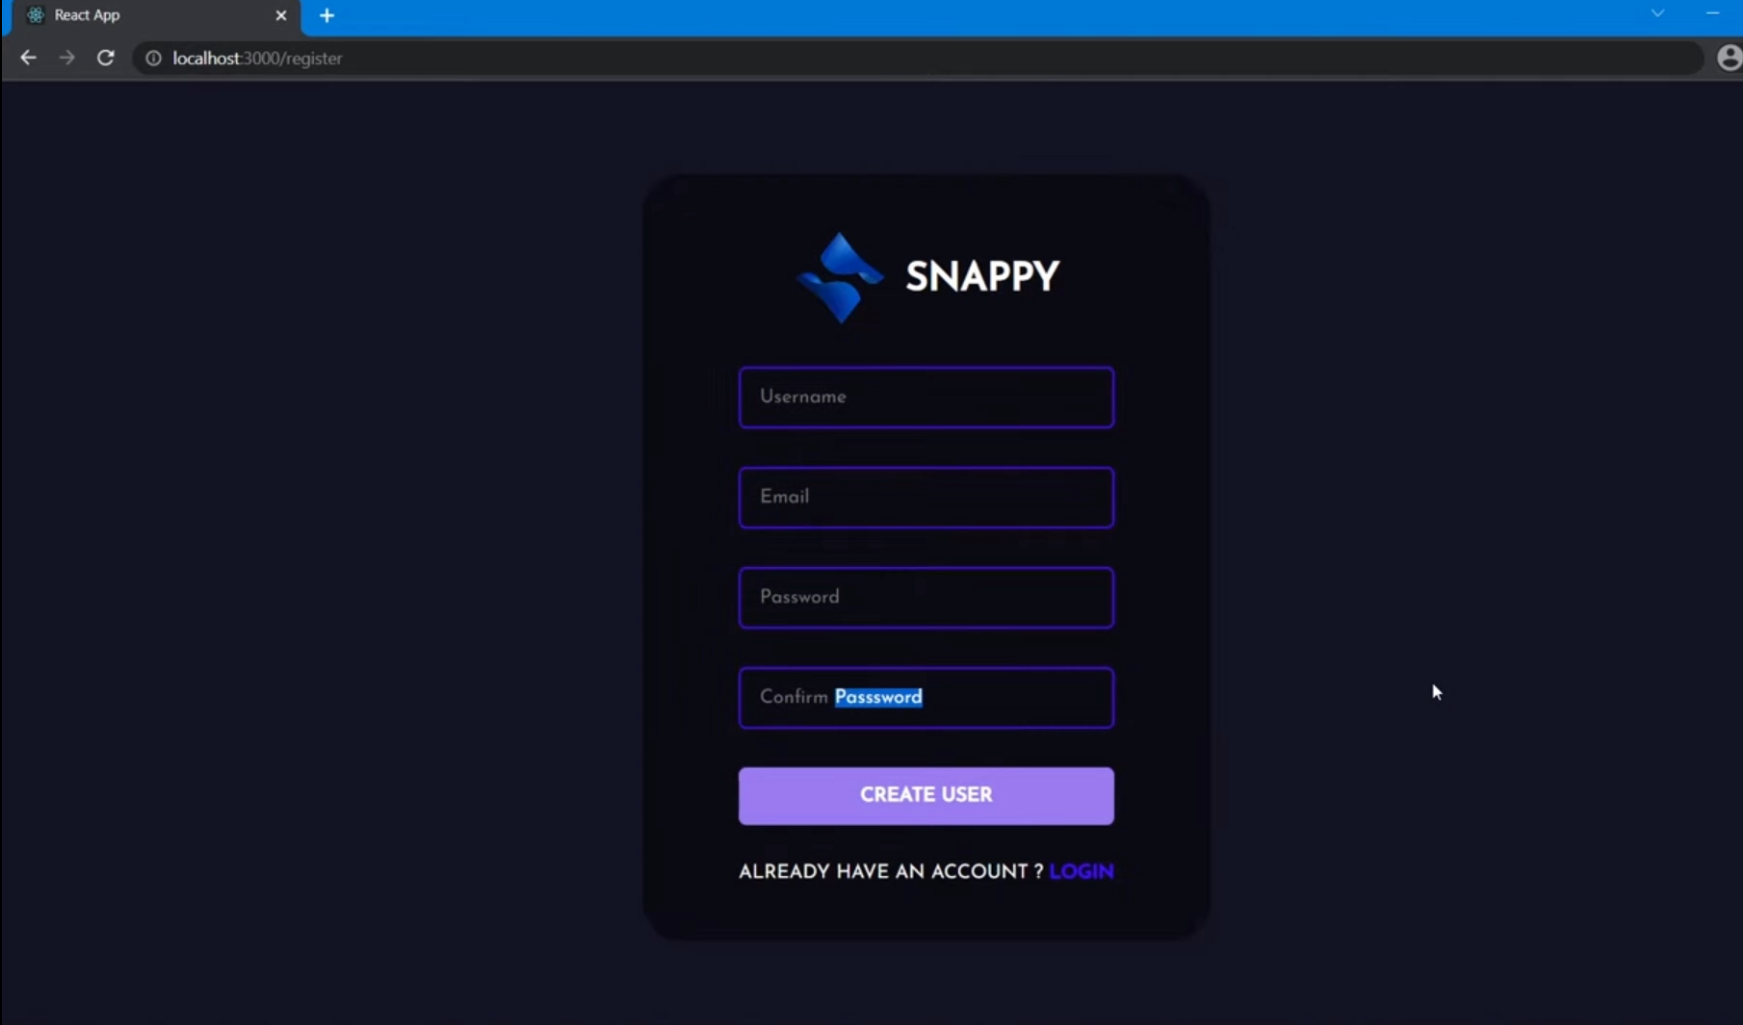 React App
localhost:3000/register
SNAPPY
Username
Email
Password
Confirm Passsword
CREATE USER
ALREADY HAVE AN ACCOUNT ? LOGIN